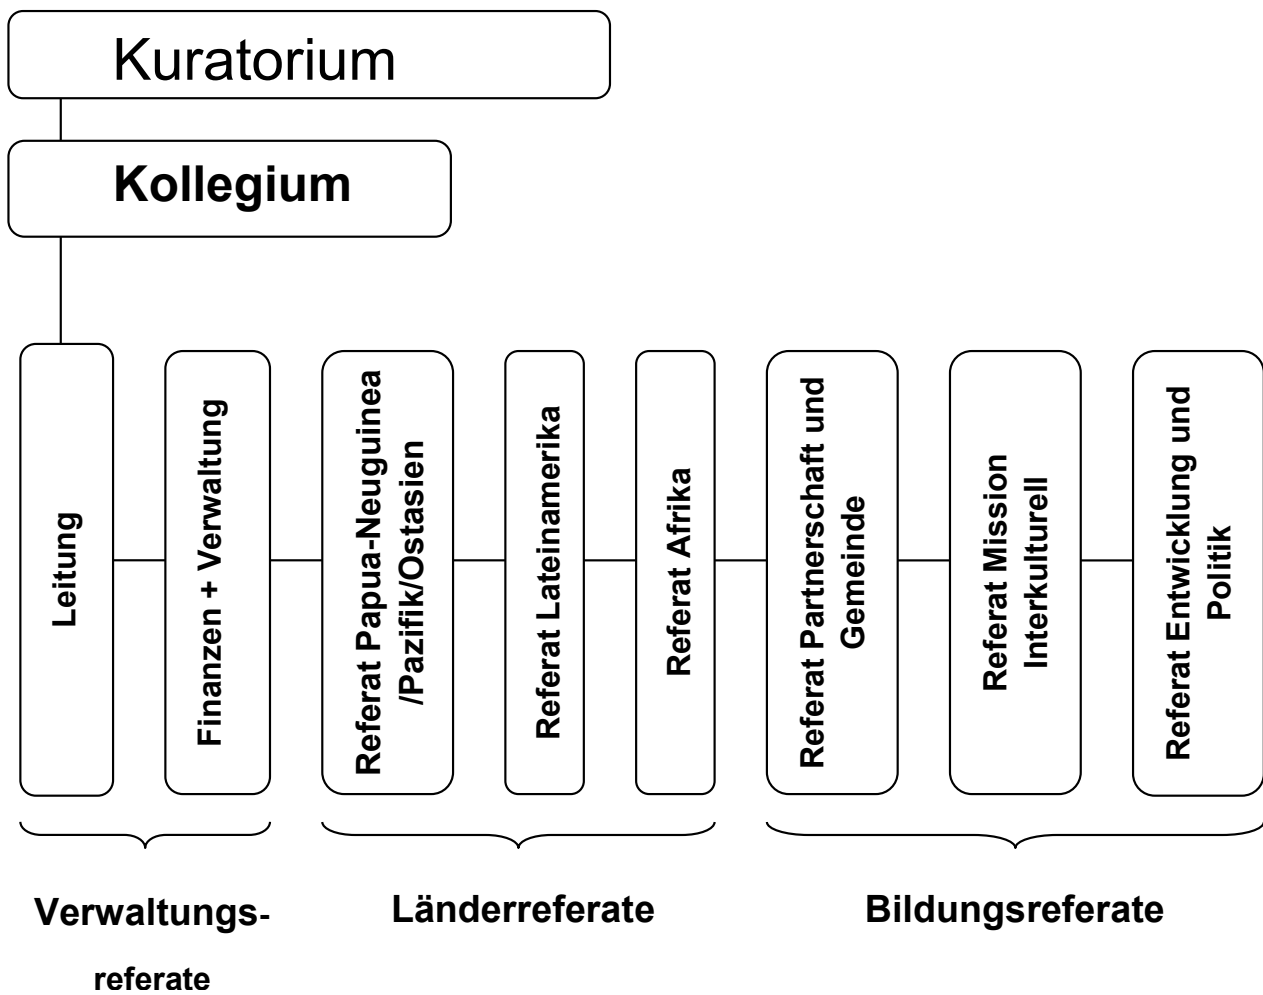 Kuratorium
Kollegium
Leitung
Finanzen + Verwaltung
Referat Papua-Neuguinea
/Pazifik/Ostasien
Referat Lateinamerika
Referat Afrika
Referat Partnerschaft und
Gemeinde
Referat Mission
Interkulturell
Referat Entwicklung und
Politik
Verwaltungs-
referate
Länderreferate
Bildungsreferate